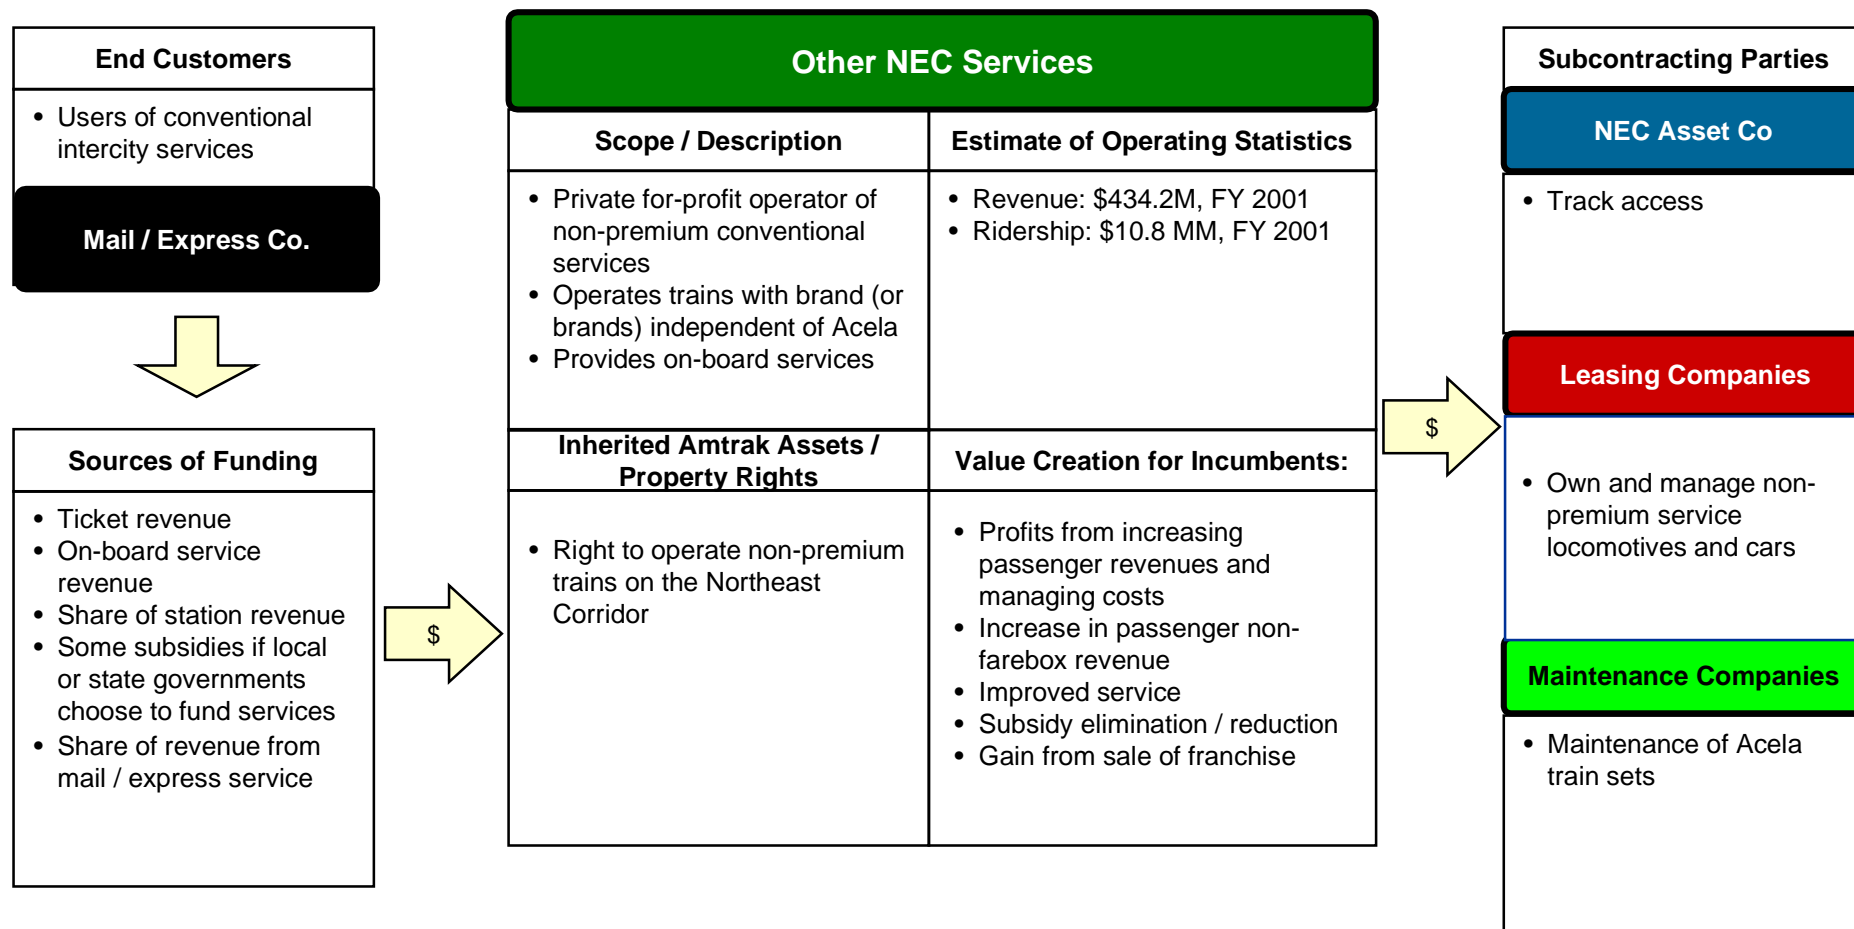 End Customers
• Users of conventional
intercity services
Mail / Express Co.
Sources of Funding
• Ticket revenue
• On-board service
revenue
• Share of station revenue
• Some subsidies if local
or state governments
choose to fund services
• Share of revenue from
mail / express service
$
Other NEC Services
Scope / Description
• Private for-profit operator of
non-premium conventional
services
• Operates trains with brand (or
brands) independent of Acela
• Provides on-board services
Estimate of Operating Statistics
• Revenue: $434.2M, FY 2001
• Ridership: $10.8 MM, FY 2001
Inherited Amtrak Assets /
Property Rights
• Right to operate non-premium
trains on the Northeast
Corridor
Value Creation for Incumbents:
• Profits from increasing
passenger revenues and
managing costs
• Increase in passenger non-
farebox revenue
• Improved service
• Subsidy elimination / reduction
• Gain from sale of franchise
$
Subcontracting Parties
NEC Asset Co
• Track access
Leasing Companies
• Own and manage non-
premium service
locomotives and cars
Maintenance Companies
• Maintenance of Acela
train sets